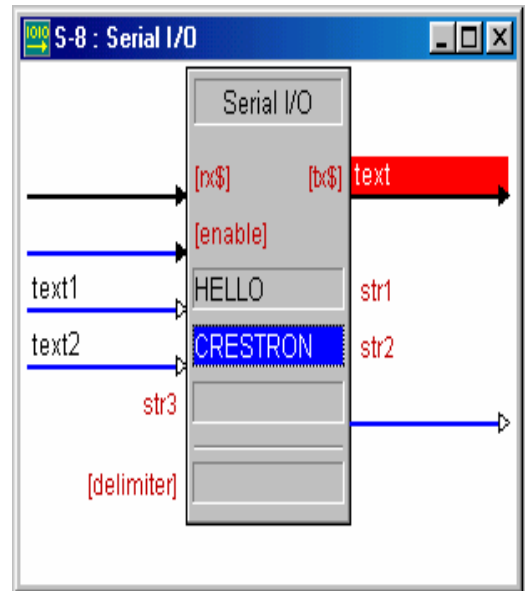 S-8 : Serial I/O
Serial I/O
[rx$] [tx$] text
[enable]
text1 HELLO str1
text2 CRESTRON str2
str3
[delimiter]